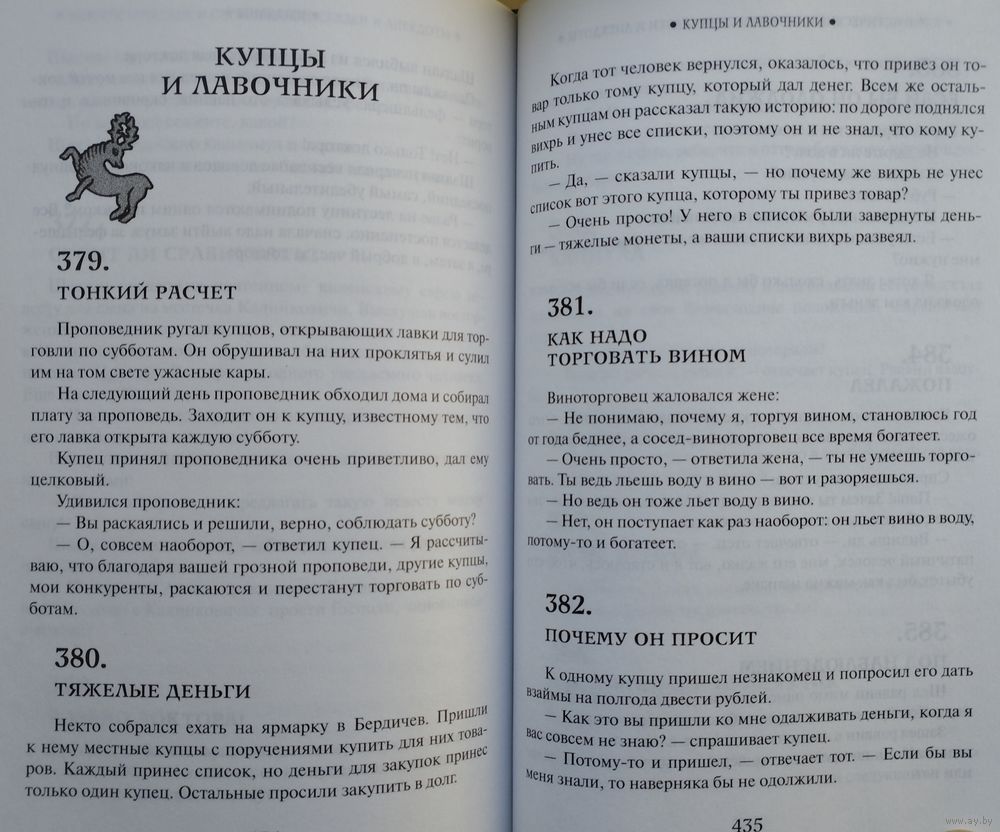 КУПЦЫ
И ЛАВОЧНИКИ
379.
ТОНКИЙ РАСЧЕТ
Проповедник ругал купцов, открывающих лавки для тор-
говли по субботам. Он обрушивал на них проклятья и сулил
им на том свете ужасные кары.
На следующий день проповедник обходил дома и собирал
плату за проповедь. Заходит он к купцу, известному тем, что
его лавка открыта каждую субботу.
Купец принял проповедника очень приветливо, дал ему
целковый.
Удивился проповедник:
— Вы раскаялись и решили, верно, соблюдать субботу?
— О, совсем наоборот, — ответил купец. — Я рассчиты-
ваю, что благодаря вашей грозной проповеди, другие купцы,
мои конкуренты, раскаются и перестанут торговать по суб-
ботам.
380.
ТЯЖЕЛЫЕ ДЕНЬГИ
Некто собрался ехать на ярмарку в Бердичев. Пришли
к нему местные купцы с поручениями купить для них това-
ров. Каждый принес список, но деньги для закупок принес
только один купец. Остальные просили закупить в долг.
• КУПЦЫ И ЛАВОЧНИКИ •
Когда тот человек вернулся, оказалось, что привез он то-
вар только тому купцу, который дал денег. Всем же осталь-
ным купцам он рассказал такую историю: по дороге поднялся
вихрь и унес все списки, поэтому он и не знал, что кому ку-
пить.
— Да, — сказали купцы, — но почему же вихрь не унес
список вот этого купца, которому ты привез товар?
— Очень просто! У него в список были завернуты день-
ги — тяжелые монеты, а ваши списки вихрь развеял.
381.
КАК НАДО
ТОРГОВАТЬ ВИНОМ
Виноторговец жаловался жене:
— Не понимаю, почему я, торгуя вином, становлюсь год
от года беднее, а сосед-виноторговец все время богатеет.
— Очень просто, — ответила жена, — ты не умеешь торго-
вать. Ты ведь льешь воду в вино — вот и разоряешься.
— Но ведь он тоже льет воду в вино.
— Нет, он поступает как раз наоборот: он льет вино в воду,
потому-то и богатеет.
382.
ПОЧЕМУ ОН ПРОСИТ
К одному купцу пришел незнакомец и попросил его дать
взаймы на полгода двести рублей.
— Как это вы пришли ко мне одалживать деньги, когда я
вас совсем не знаю? — спрашивает купец.
— Потому-то и пришел, — отвечает тот. — Если бы вы
меня знали, то наверняка бы не одолжили.
435
www.ay.by